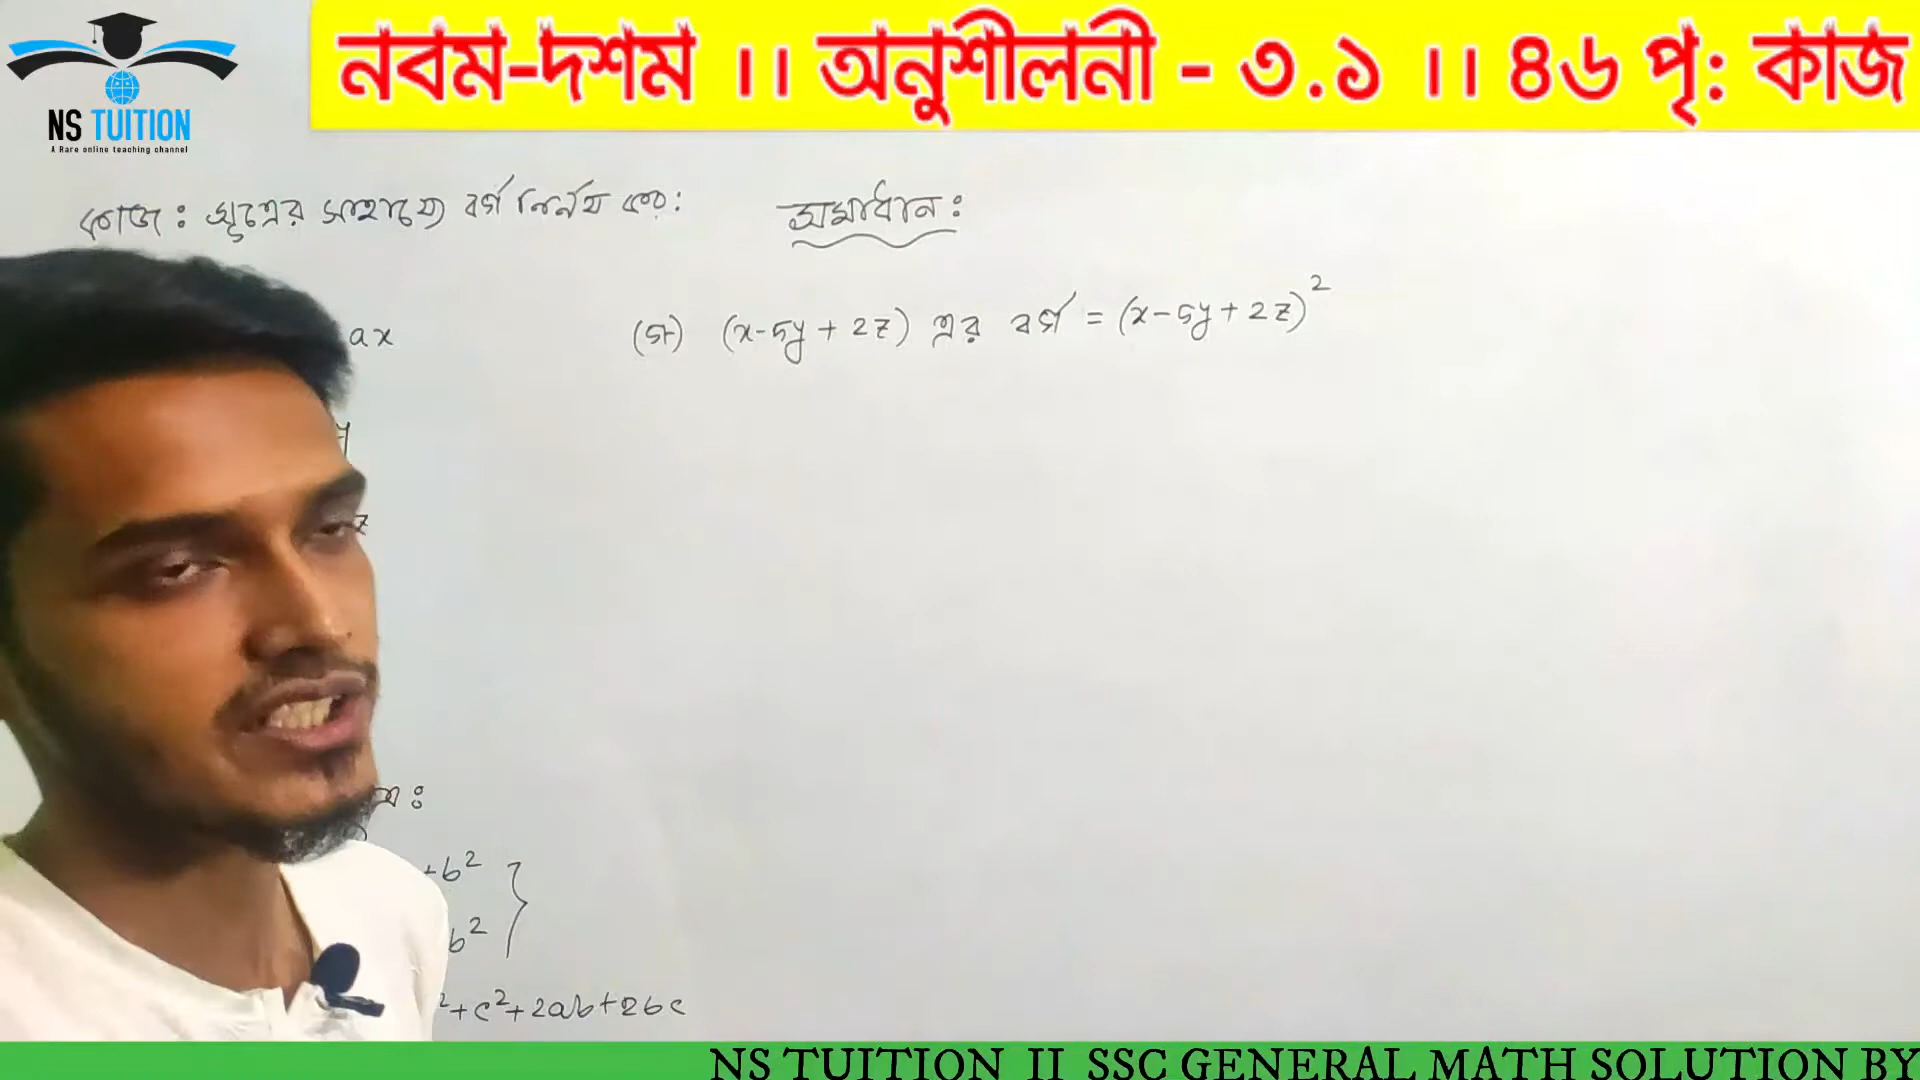 নবম-দশম ।। অনুশীলনী - ৩.১ ।। ৪৬ পৃ: কাজ
NS TUITION
A Rare online teaching channel
কাজ : সূত্রের সাহায্যে বর্গ নির্নয় কর:
সমাধান :
ax
(গ) (x-5y+2z) এর বর্গ = (x-5y+2z)²
y
z
+b²
b²
²+c²+2ab+2bc
NS TUITION II SSC GENERAL MATH SOLUTION BY